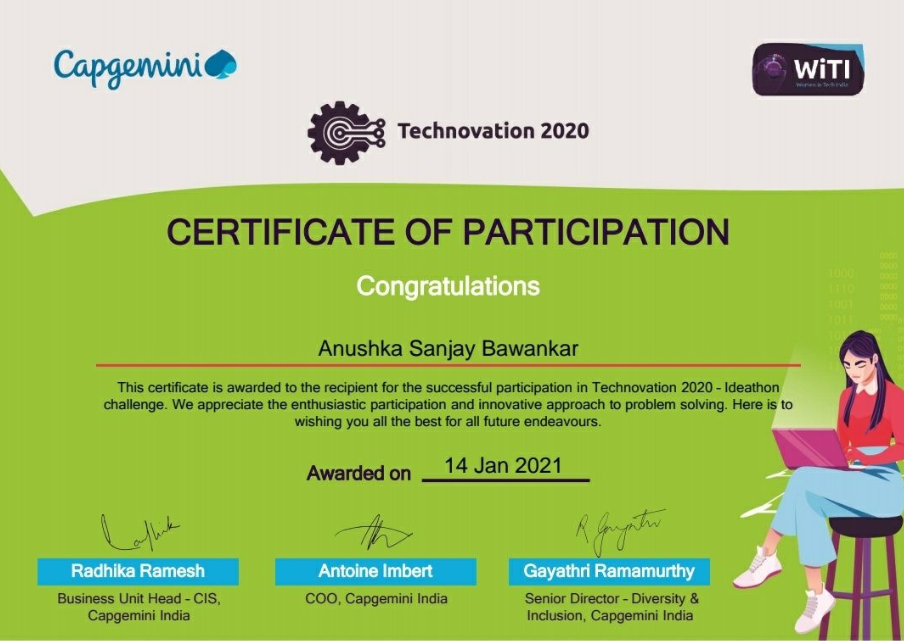 Capgemini
WiTI
Women in Tech India
Technovation 2020
CERTIFICATE OF PARTICIPATION
Congratulations
Anushka Sanjay Bawankar
This certificate is awarded to the recipient for the successful participation in Technovation 2020 - Ideathon
challenge. We appreciate the enthusiastic participation and innovative approach to problem solving. Here is to
wishing you all the best for all future endeavours.
Awarded on 14 Jan 2021
Radhika
R Gayathri
Radhika Ramesh
Antoine Imbert
Gayathri Ramamurthy
Business Unit Head - CIS,
Capgemini India
COO, Capgemini India
Senior Director - Diversity &
Inclusion, Capgemini India